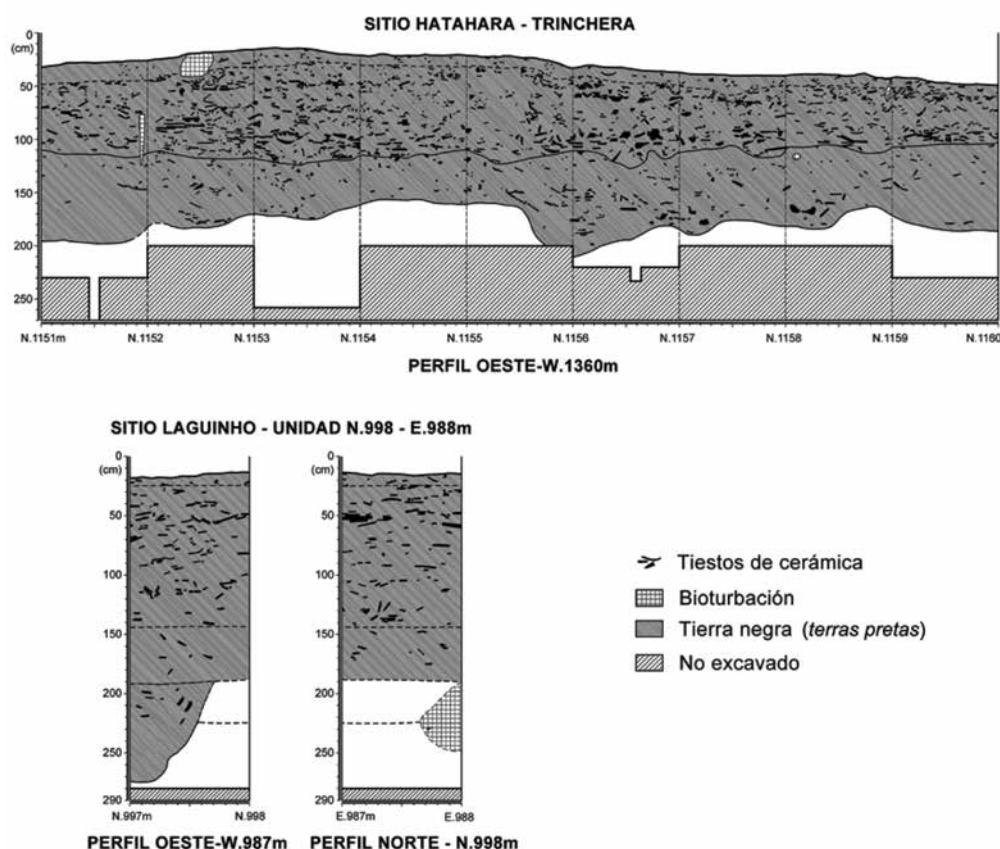 SITIO HATAHARA - TRINCHERA
0
(cm)
50
100
150
200
250
N.1151m N.1152 N.1153 N.1154 N.1155 N.1156 N.1157 N.1158 N.1159 N.1160
PERFIL OESTE-W.1360m
SITIO LAGUINHO - UNIDAD N.998 - E.988m
0 0
(cm) (cm)
50 50
100 100
150 150
200 200
250 250
290 290
N.997m N.998 E.987m E.988
PERFIL OESTE-W.987m PERFIL NORTE - N.998m
Tiestos de cerámica
Bioturbación
Tierra negra (terras pretas)
No excavado